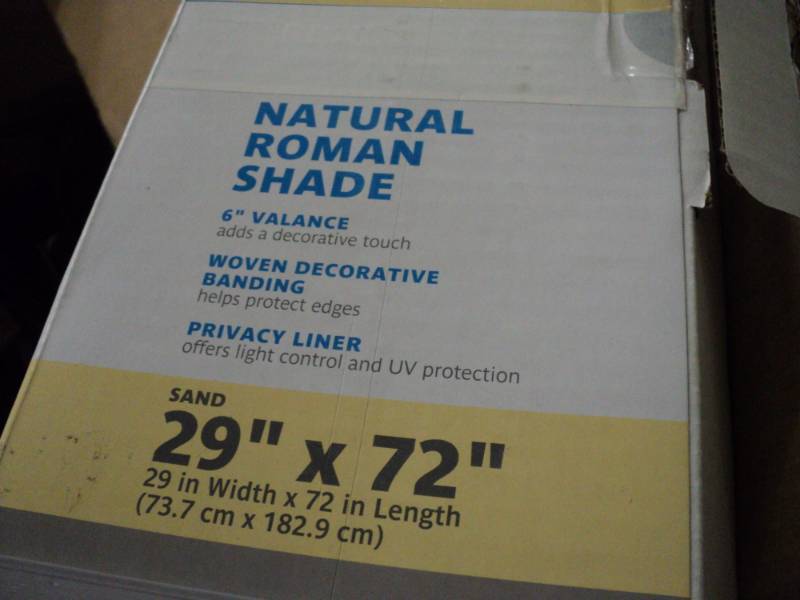 NATURAL
ROMAN
SHADE
6" VALANCE
adds a decorative touch
WOVEN DECORATIVE
BANDING
helps protect edges
PRIVACY LINER
offers light control and UV protection
SAND
29" x 72"
29 in Width x 72 in Length
(73.7 cm x 182.9 cm)